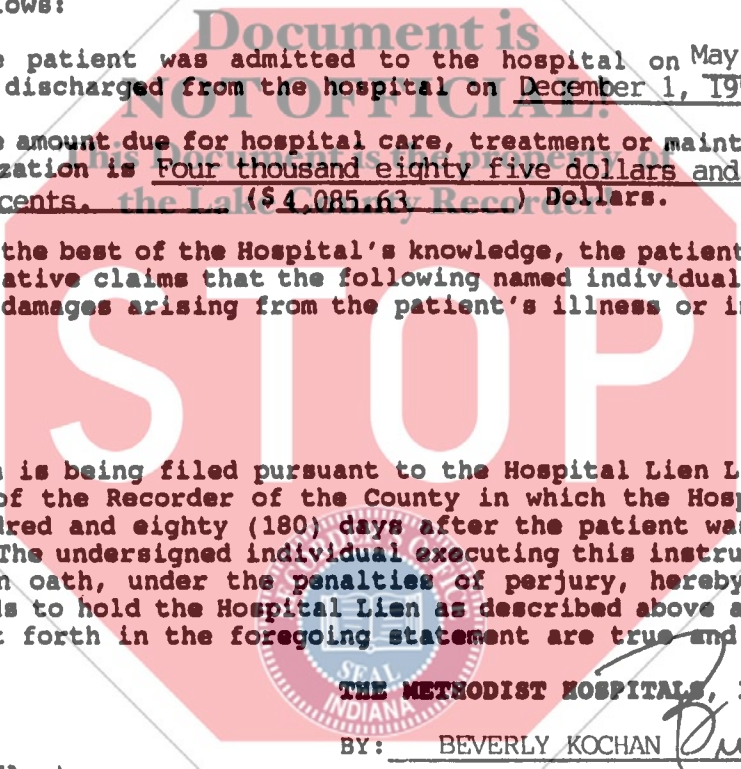 lows:
patient was admitted to the hospital on May
discharged from the hospital on December 1, 19
amount due for hospital care, treatment or maint
zation is Four thousand eighty five dollars and
cents. ($ 4,085.63 ) Dollars.
the best of the Hospital's knowledge, the patient
ative claims that the following named individual
damages arising from the patient's illness or in
is being filed pursuant to the Hospital Lien L
of the Recorder of the County in which the Hosp
dred and eighty (180) days after the patient was
The undersigned individual executing this instru
oath, under the penalties of perjury, hereby
ds to hold the Hospital Lien as described above a
t forth in the foregoing statement are true and
THE METHODIST HOSPITALS, I
BY: BEVERLY KOCHAN
Document is
NOT OFFICIAL!
This Document is the property of
the Lake County Recorder!
STOP
SEAL
INDIANA